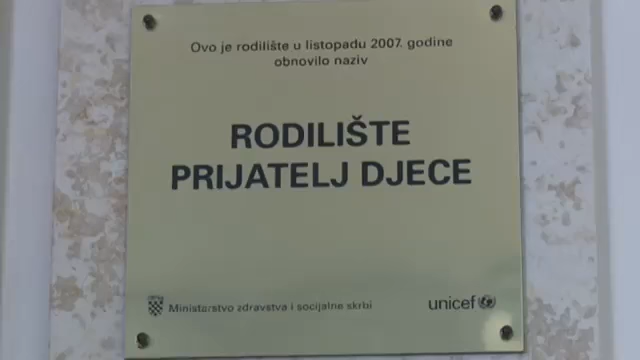 Ovo je rodilište u listopadu 2007. godine
obnovilo naziv
RODILIŠTE
PRIJATELJ DJECE
Ministarstvo zdravstva i socijalne skrbi
unicef